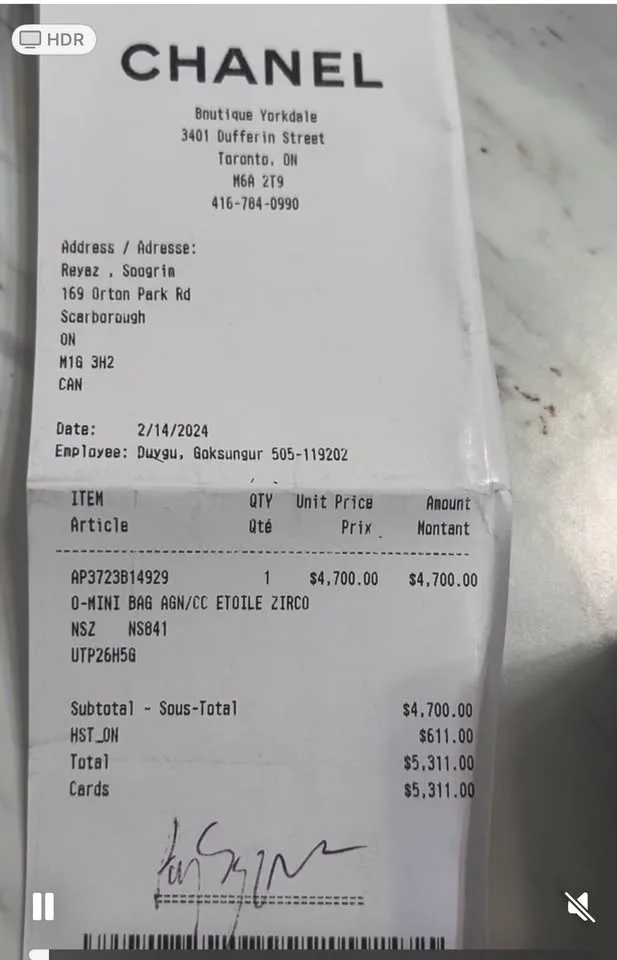 HDR
CHANEL
Boutique Yorkdale
3401 Dufferin Street
Toronto, ON
M6A 2T9
416-784-0990
Address / Adresse:
Reyaz , Soogrim
169 Orton Park Rd
Scarborough
ON
M1G 3H2
CAN
Date: 2/14/2024
Employee: Duygu, Goksungur 505-119202
ITEM QTY Unit Price Amount
Article Qté Prix Montant
AP3723B14929 1 $4,700.00 $4,700.00
O-MINI BAG AGN/CC ETOILE ZIRCO
NSZ NS841
UTP26H5G
Subtotal - Sous-Total $4,700.00
HST_ON $611.00
Total $5,311.00
Cards $5,311.00